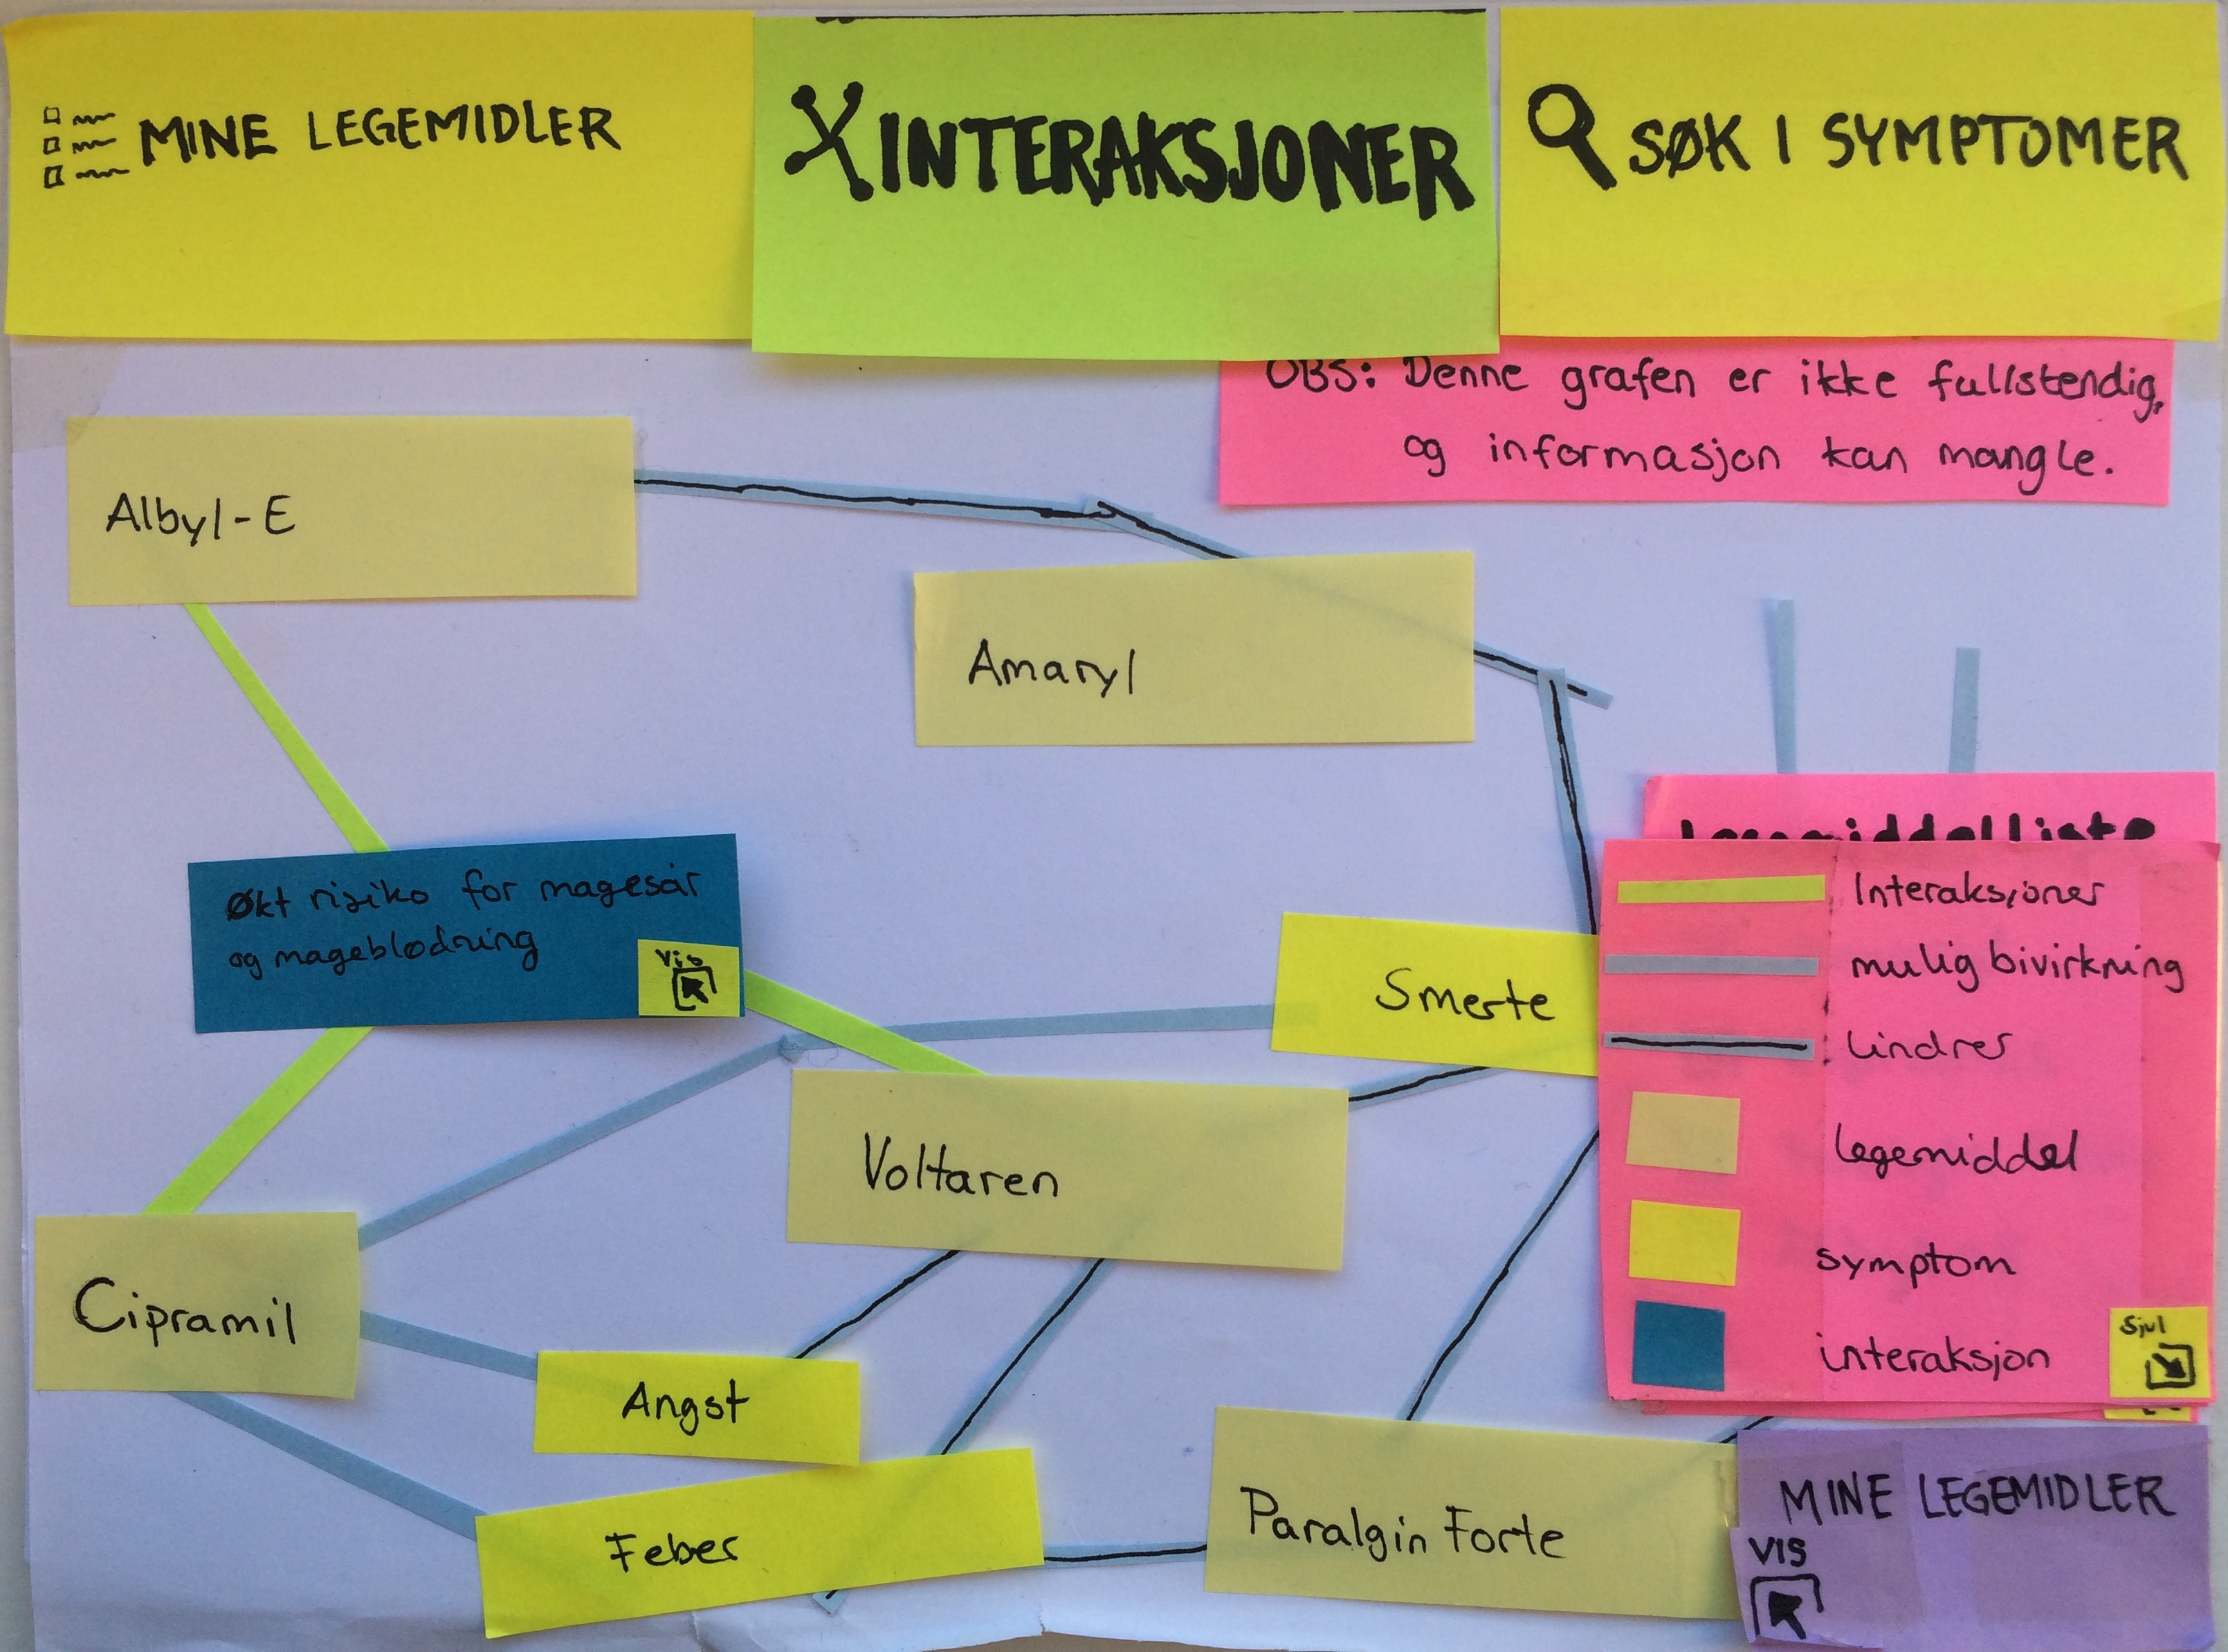 MINE LEGEMIDLER
INTERAKSJONER
SØK I SYMPTOMER
OBS: Denne grafen er ikke fullstendig,
og informasjon kan mangle.
Albyl-E
Amaryl
Økt risiko for magesår
og mageblødning
Vis
Smerte
Voltaren
Cipramil
Angst
Feber
Paralgin Forte
Interaksjoner
mulig bivirkning
Lindrer
legemiddel
symptom
interaksjon
Sjul
MINE LEGEMIDLER
VIS